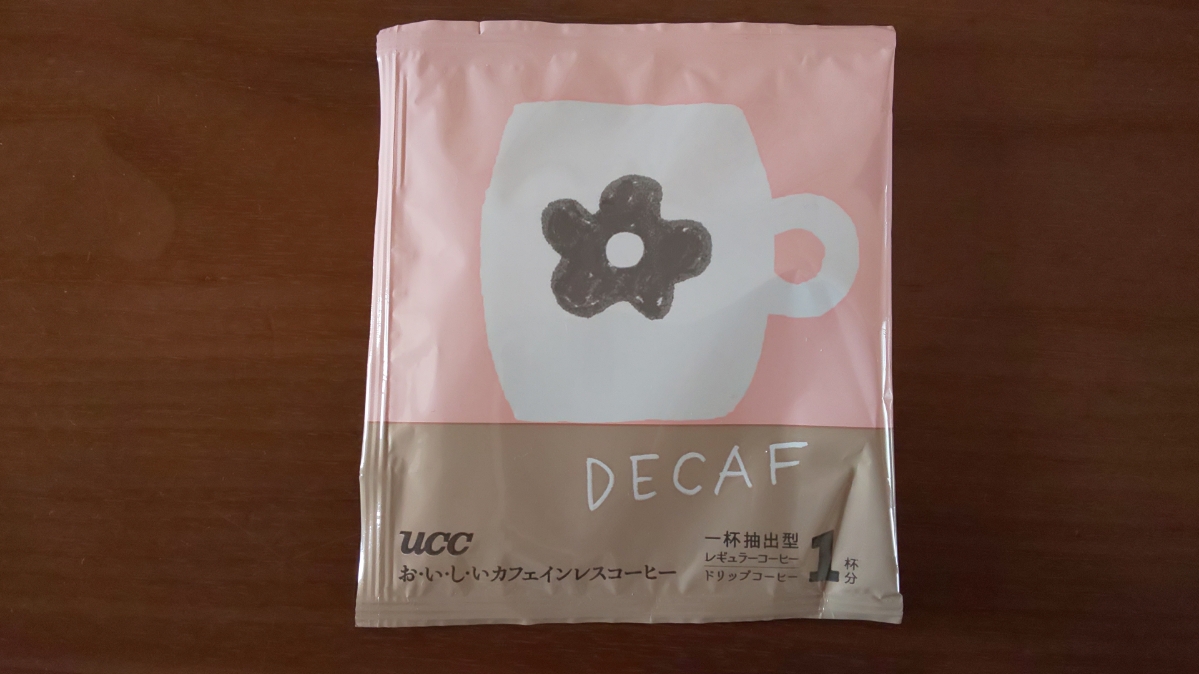 DECAF
ucc
お・い・し・いカフェインレスコーヒー
一杯抽出型
レギュラーコーヒー
ドリップコーヒー
1杯分